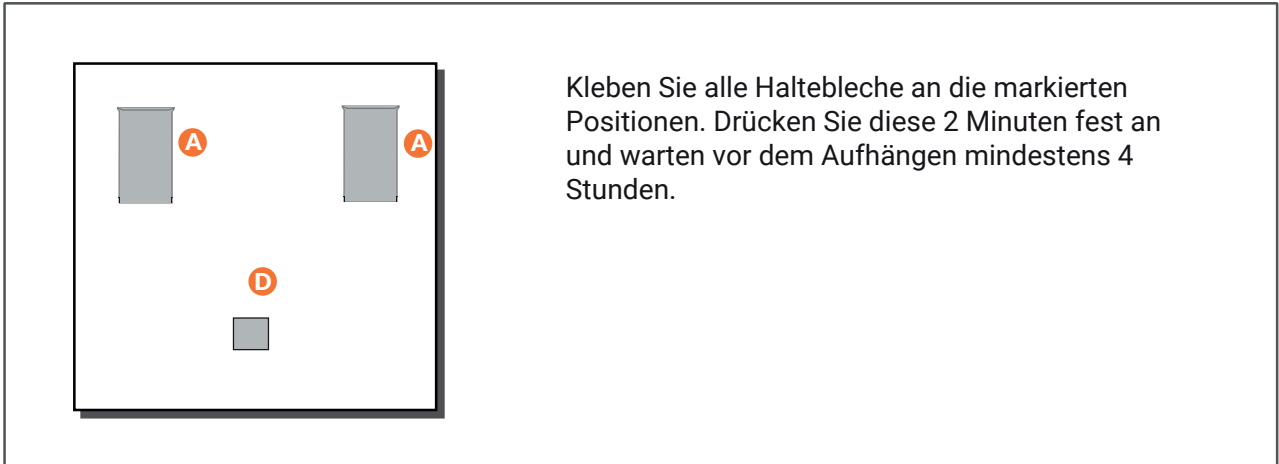 A
A
D
Kleben Sie alle Haltebleche an die markierten
Positionen. Drücken Sie diese 2 Minuten fest an
und warten vor dem Aufhängen mindestens 4
Stunden.